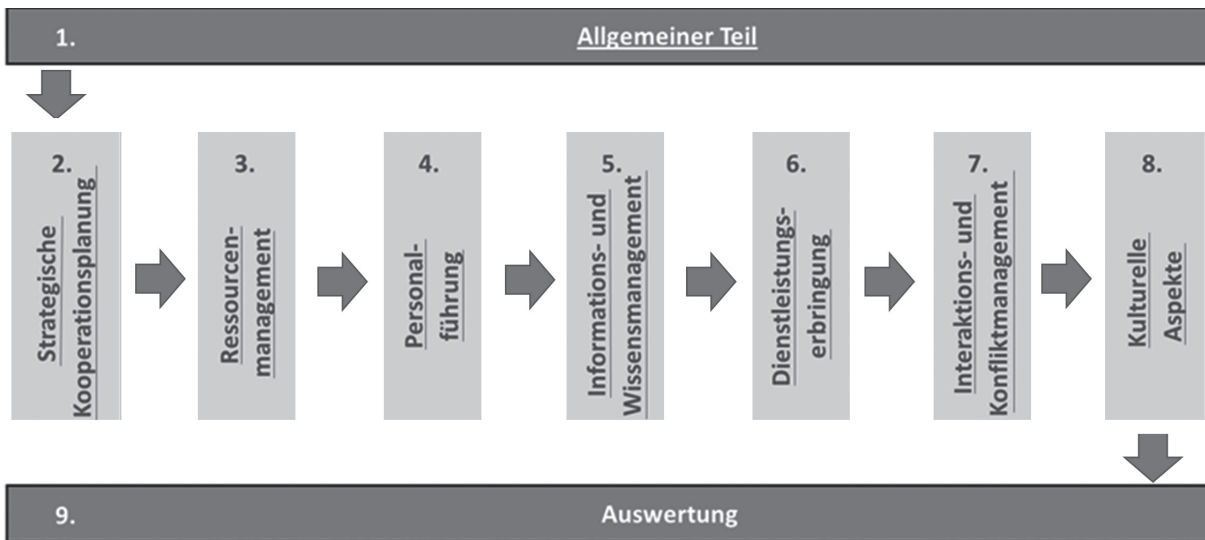 1. Allgemeiner Teil
2.
Strategische
Kooperationsplanung
3.
Ressourcen-
management
4.
Personal-
führung
5.
Informations- und
Wissensmanagement
6.
Dienstleistungs-
erbringung
7.
Interaktions- und
Konfliktmanagement
8.
Kulturelle
Aspekte
9. Auswertung